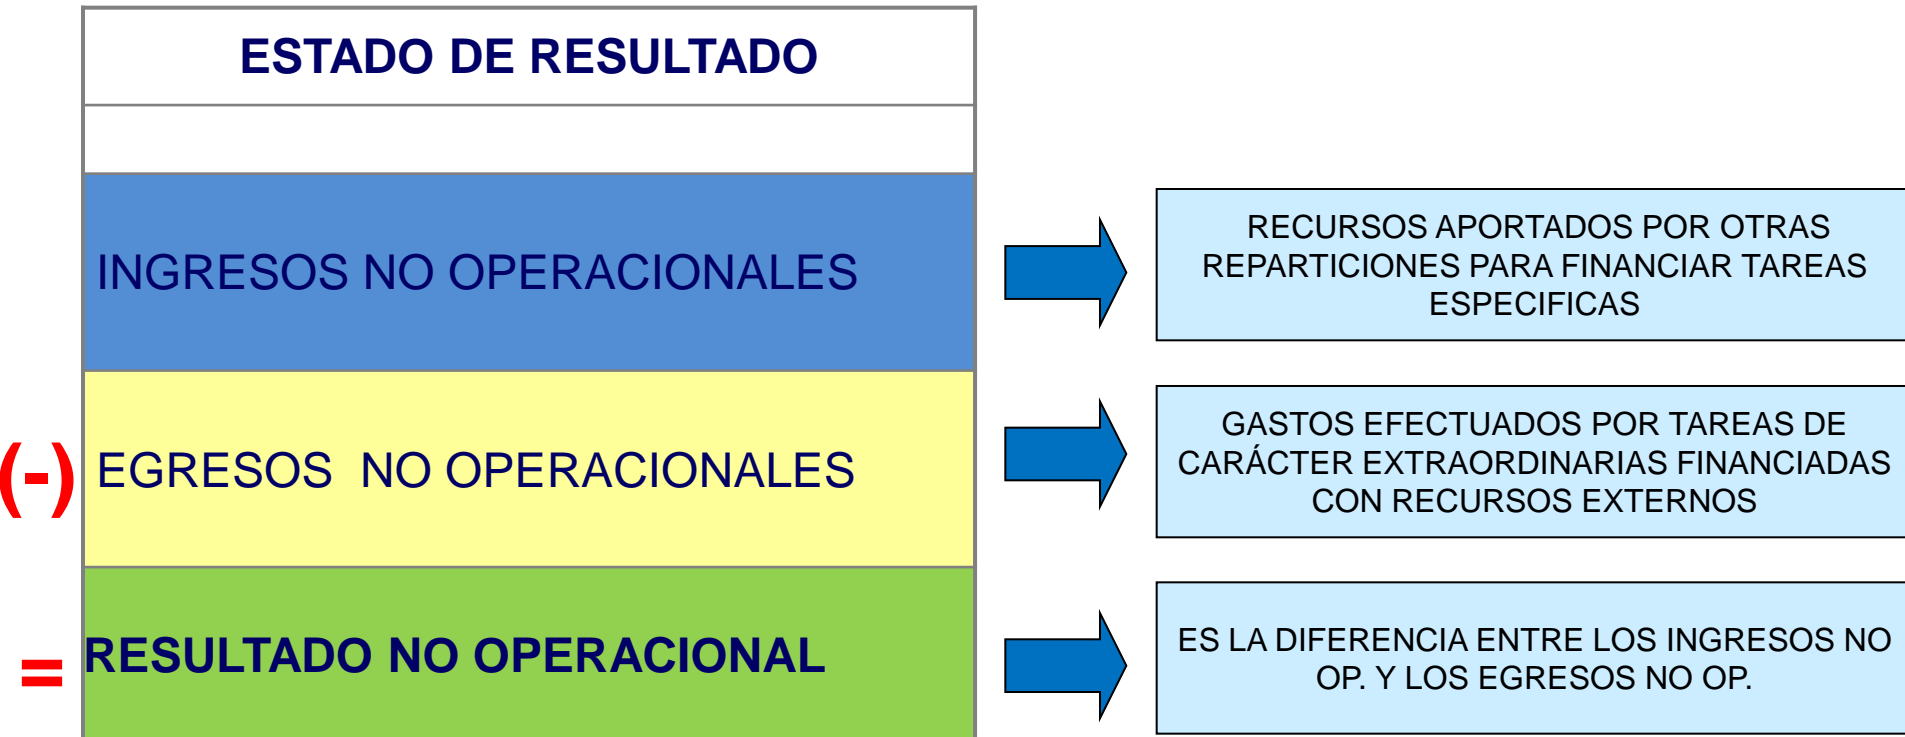 ESTADO DE RESULTADO
INGRESOS NO OPERACIONALES
RECURSOS APORTADOS POR OTRAS
REPARTICIONES PARA FINANCIAR TAREAS
ESPECIFICAS
(-) EGRESOS NO OPERACIONALES
GASTOS EFECTUADOS POR TAREAS DE
CARÁCTER EXTRAORDINARIAS FINANCIADAS
CON RECURSOS EXTERNOS
= RESULTADO NO OPERACIONAL
ES LA DIFERENCIA ENTRE LOS INGRESOS NO
OP. Y LOS EGRESOS NO OP.